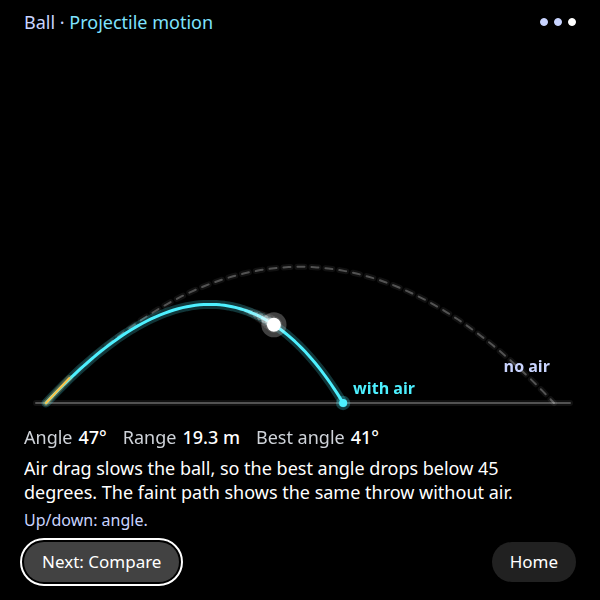 Ball · Projectile motion
no air
with air
Angle 47° Range 19.3 m Best angle 41°
Air drag slows the ball, so the best angle drops below 45
degrees. The faint path shows the same throw without air.
Up/down: angle.
Next: Compare
Home